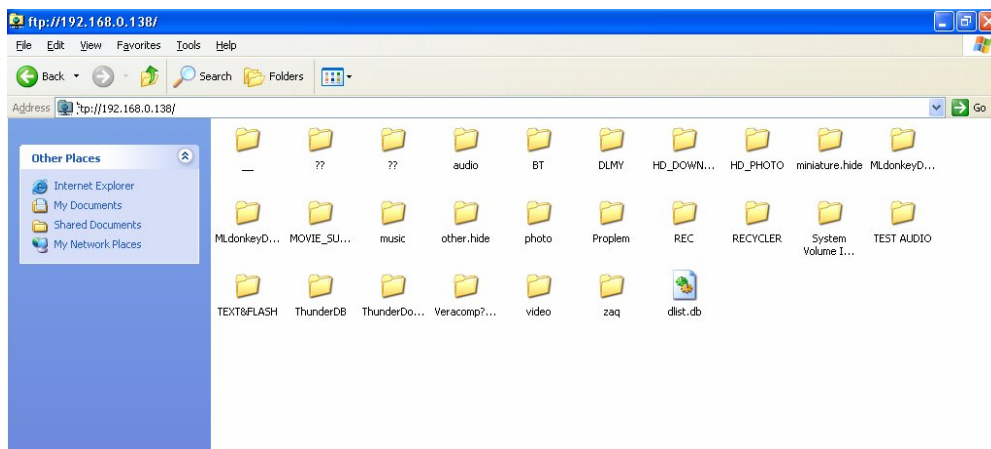 ftp://192.168.0.138/
File Edit View Favorites Tools Help
Back Search Folders
Address tp://192.168.0.138/ Go
Other Places
Internet Explorer
My Documents
Shared Documents
My Network Places
__ ?? ?? audio BT DLMY HD_DOWN... HD_PHOTO miniature.hide MLdonkeyD...
MLdonkeyD... MOVIE_SU... music other.hide photo Proplem REC RECYCLER System Volume I... TEST AUDIO
TEXT&FLASH ThunderDB ThunderDo... Veracomp?... video zaq dlist.db